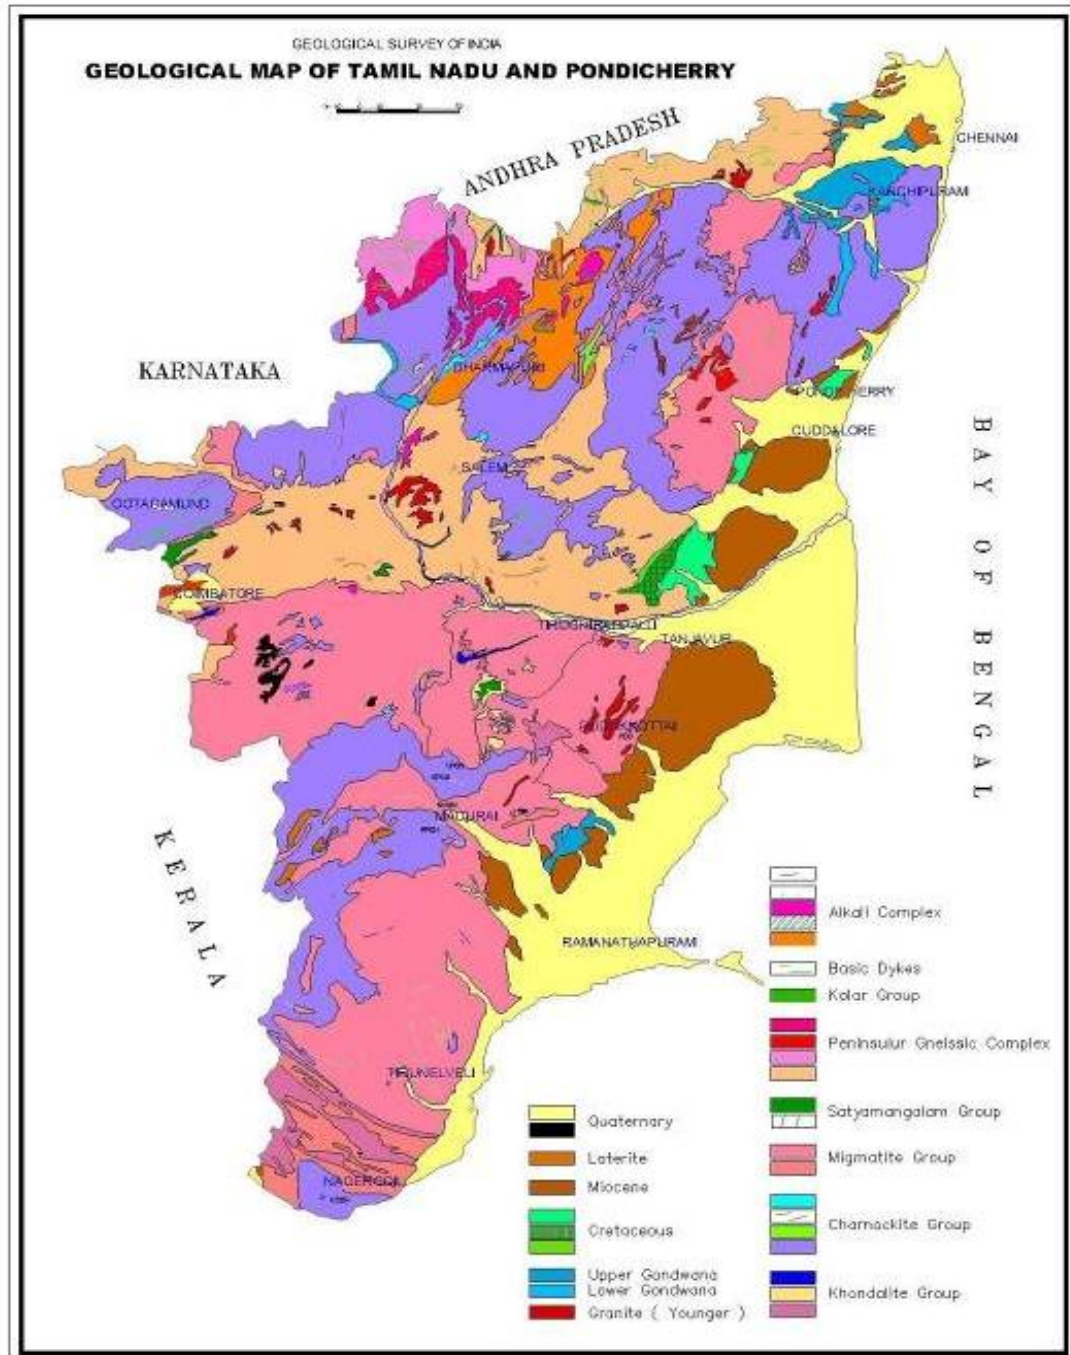 GEOLOGICAL SURVEY OF INDIA
GEOLOGICAL MAP OF TAMIL NADU AND PONDICHERRY
ANDHRA PRADESH
CHENNAI
KANCHIPURAM
KARNATAKA
DHARMAPURI
PONDICHERRY
CUDDALORE
BAY OF BENGAL
SALEM
OOTACAMUND
COIMBATORE
TIRUCHIRAPPALLI
TANJAVUR
PUDUKKOTTAI
MADURAI
KERALA
RAMANATHAPURAM
TIRUNELVELI
NAGERCOIL
Alkali Complex
Basic Dykes
Kolar Group
Peninsular Gneissic Complex
Satyamangalam Group
Migmatite Group
Charnockite Group
Khondalite Group
Quaternary
Laterite
Miocene
Cretaceous
Upper Gondwana
Lower Gondwana
Granite ( Younger )